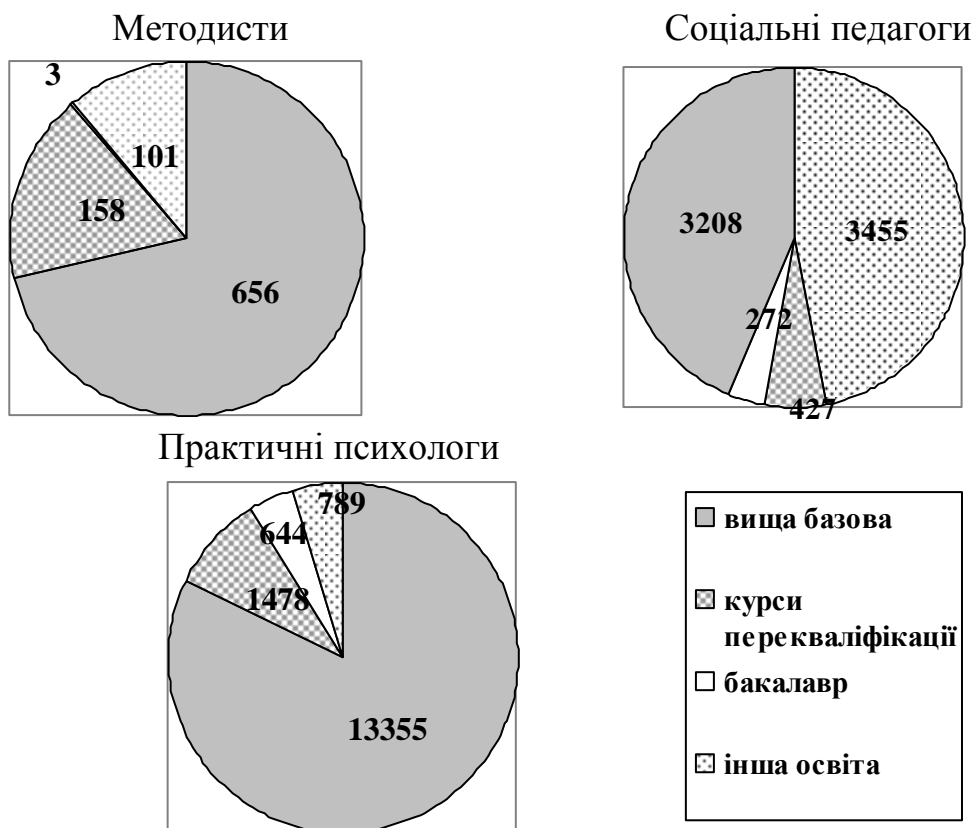 Методисти
3
101
158
656
Соціальні педагоги
3208
3455
272
427
Практичні психологи
789
644
1478
13355
вища базова
курси
перекваліфікації
бакалавр
інша освіта